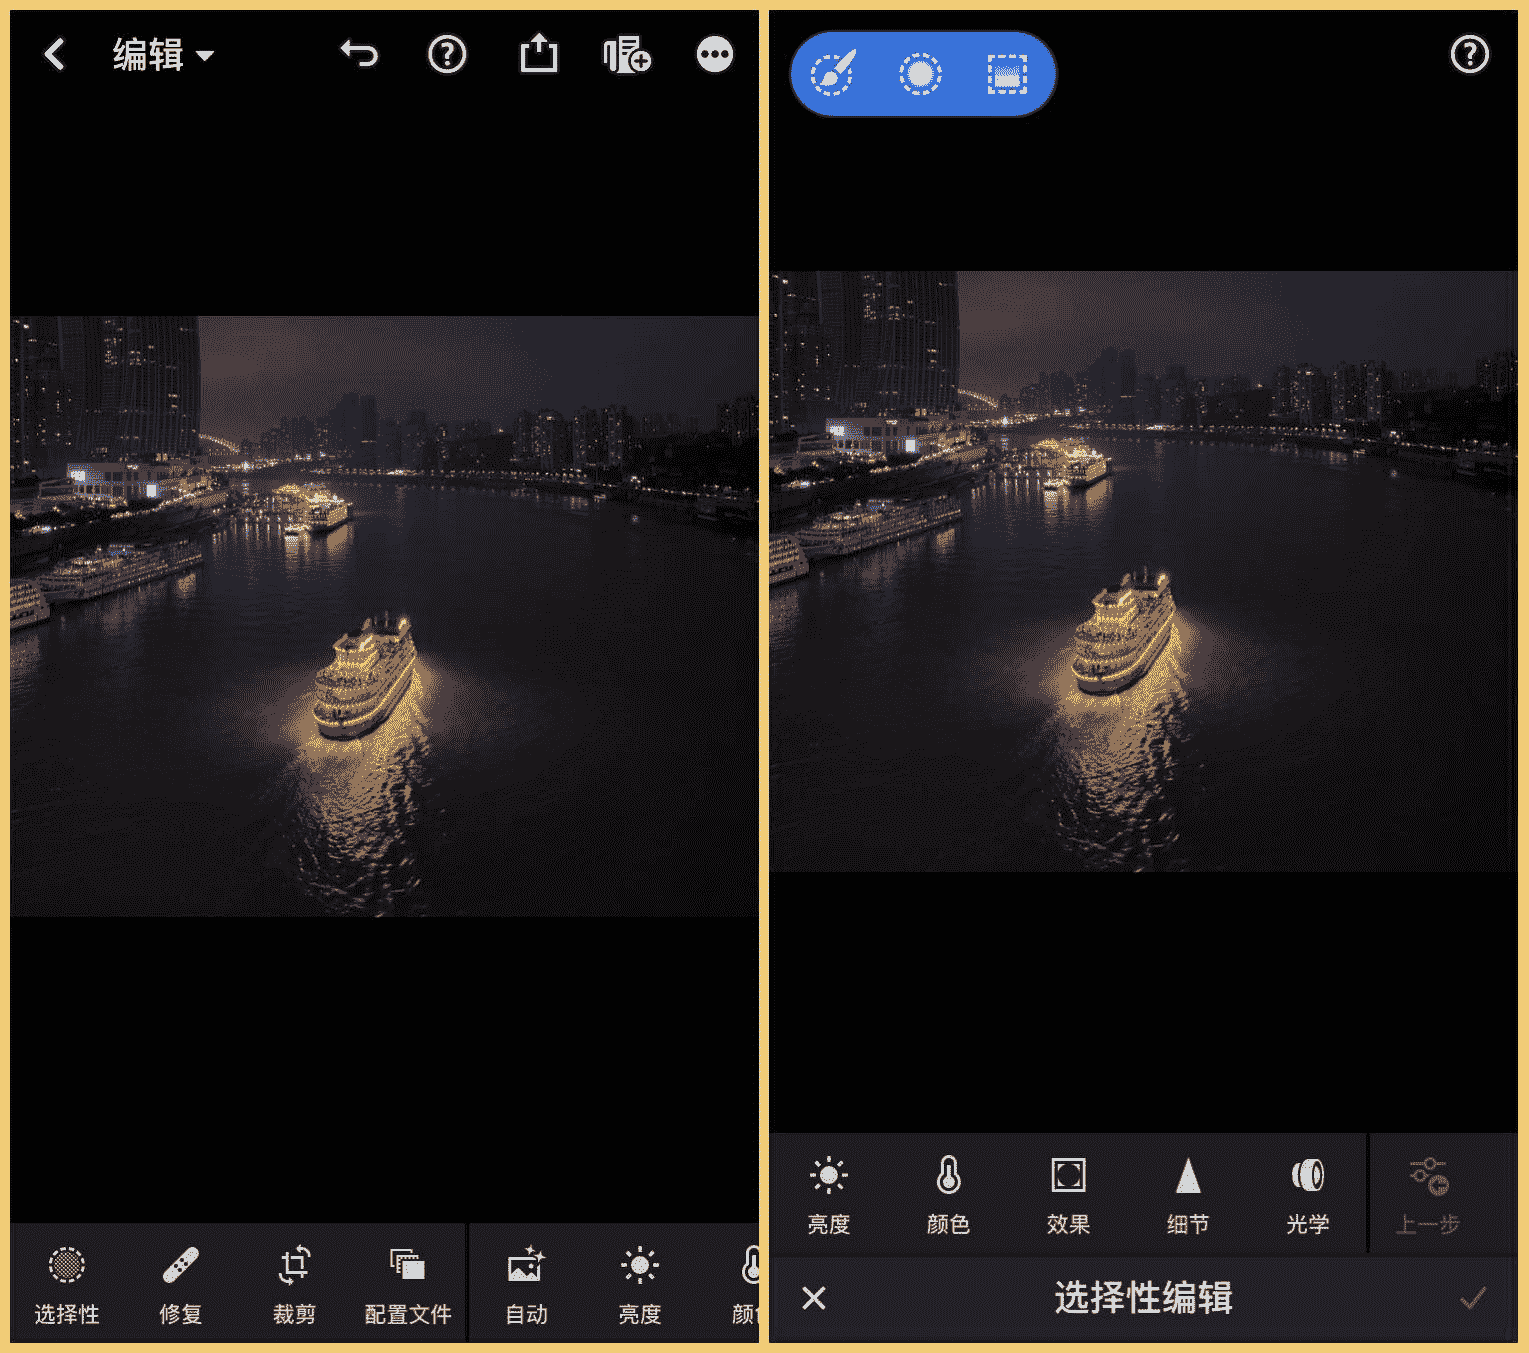 编辑
选择性 修复 裁剪 配置文件 自动 亮度 颜色
亮度 颜色 效果 细节 光学 上一步
选择性编辑